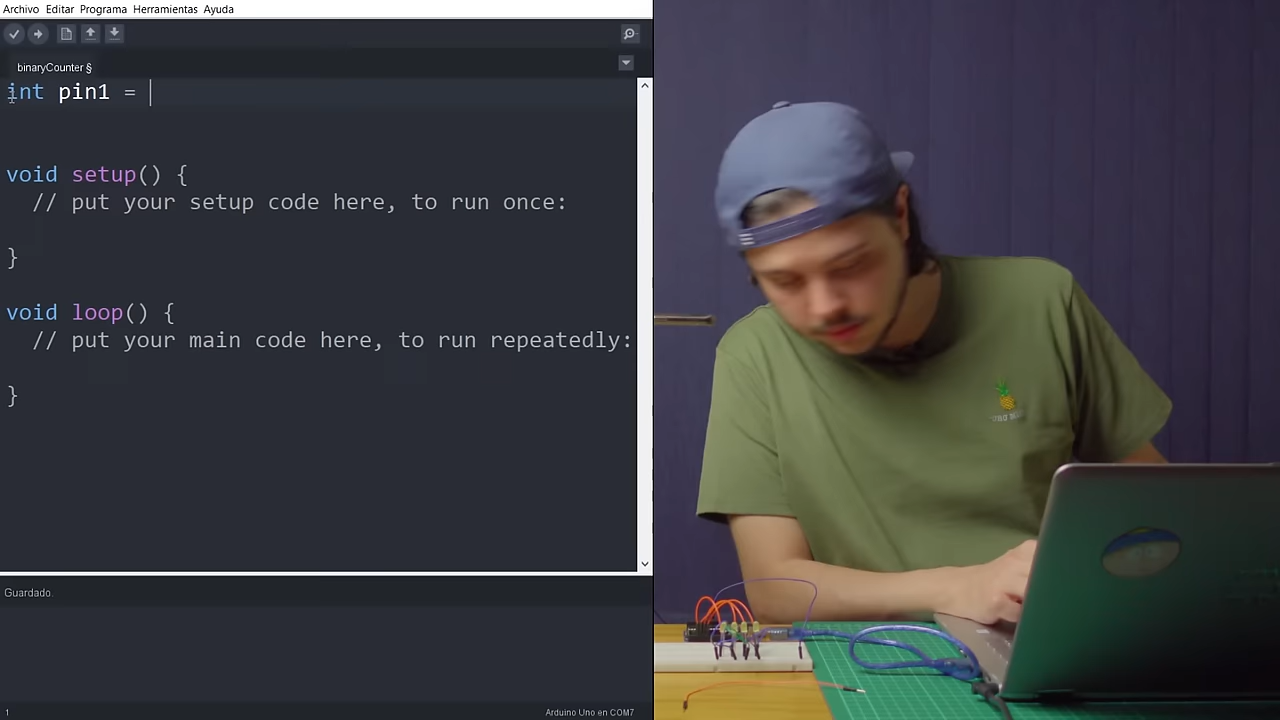 Archivo Editar Programa Herramientas Ayuda
binaryCounter §
int pin1 =
void setup() {
// put your setup code here, to run once:
}
void loop() {
// put your main code here, to run repeatedly:
}
Guardado.
1
Arduino Uno en COM7